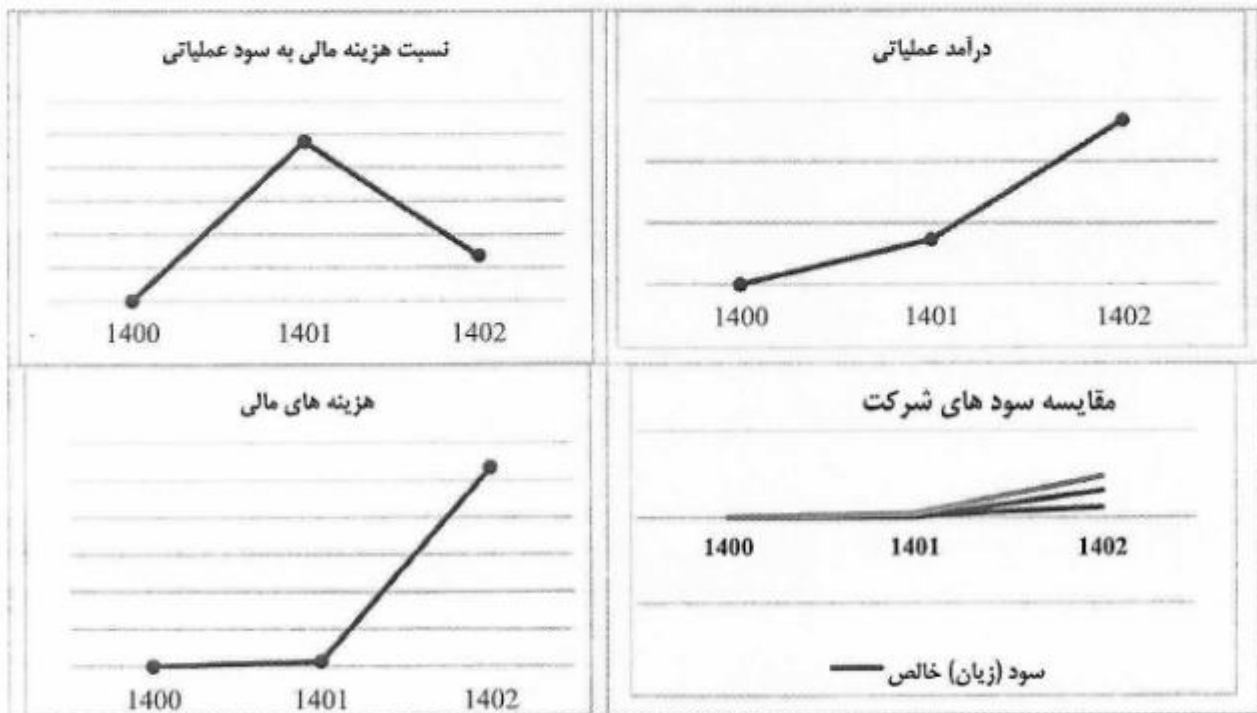 درآمد عملیاتی
1400 1401 1402
نسبت هزینه مالی به سود عملیاتی
1400 1401 1402
مقایسه سود های شرکت
1400 1401 1402
سود (زیان) خالص
هزینه های مالی
1400 1401 1402